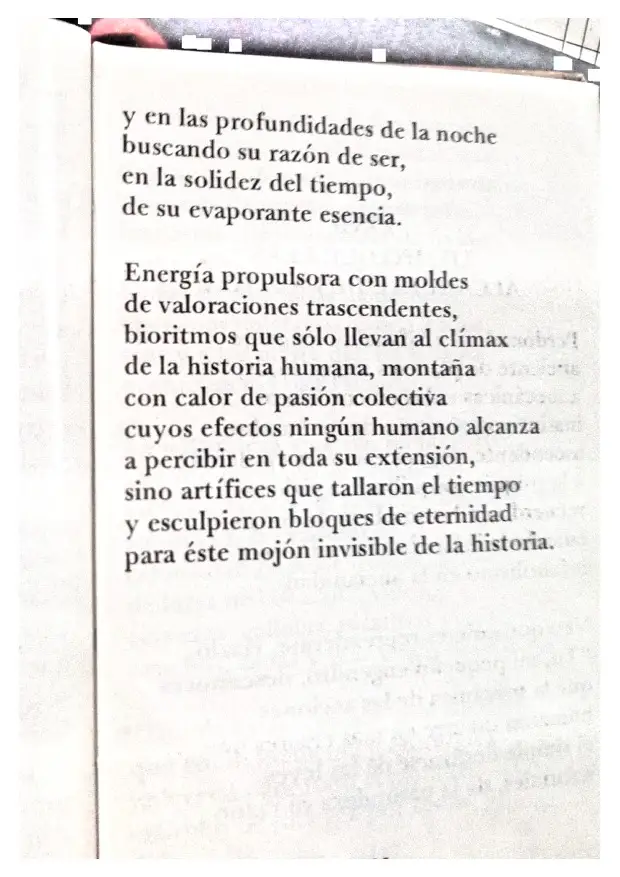 y en las profundidades de la noche
buscando su razón de ser,
en la solidez del tiempo,
de su evaporante esencia.
Energía propulsora con moldes
de valoraciones trascendentes,
bioritmos que sólo llevan al clímax
de la historia humana, montaña
con calor de pasión colectiva
cuyos efectos ningún humano alcanza
a percibir en toda su extensión,
sino artífices que tallaron el tiempo
y esculpieron bloques de eternidad
para éste mojón invisible de la historia.